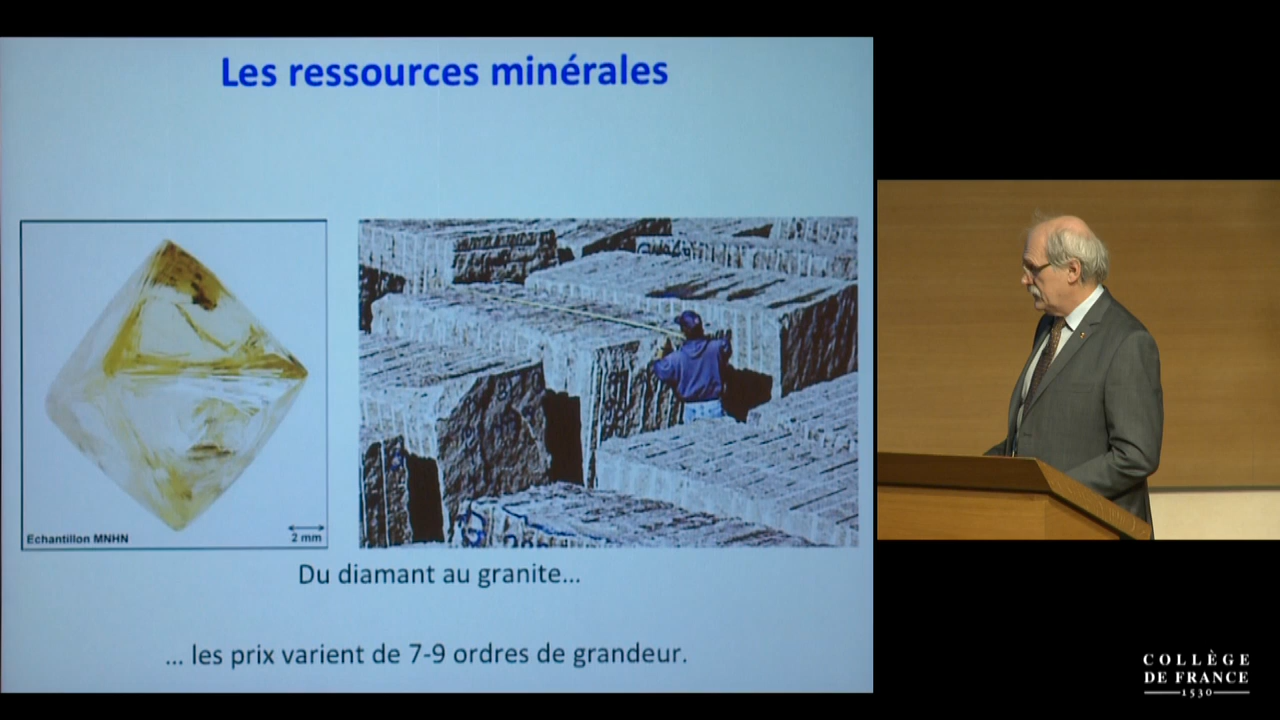 Les ressources minérales
Echantillon MNHN
2 mm
Du diamant au granite...
... les prix varient de 7-9 ordres de grandeur.
COLLÈGE
DE FRANCE
1530